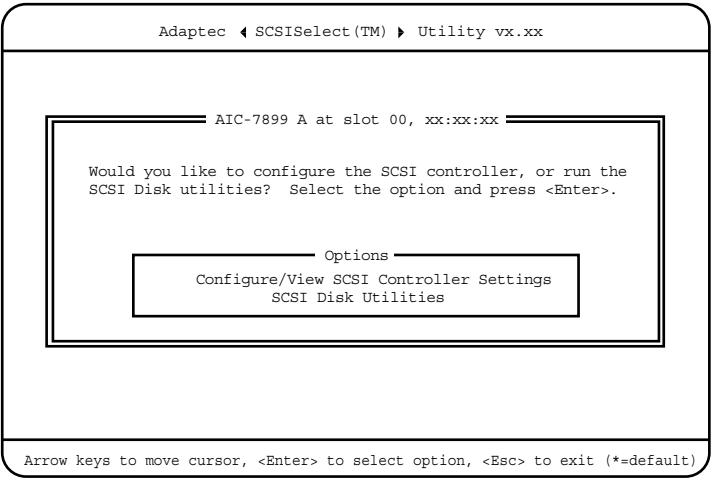 Adaptec ◖ SCSISelect(TM) ◗ Utility vx.xx
AIC-7899 A at slot 00, xx:xx:xx
Would you like to configure the SCSI controller, or run the
SCSI Disk utilities? Select the option and press <Enter>.
Options
Configure/View SCSI Controller Settings
SCSI Disk Utilities
Arrow keys to move cursor, <Enter> to select option, <Esc> to exit (*=default)